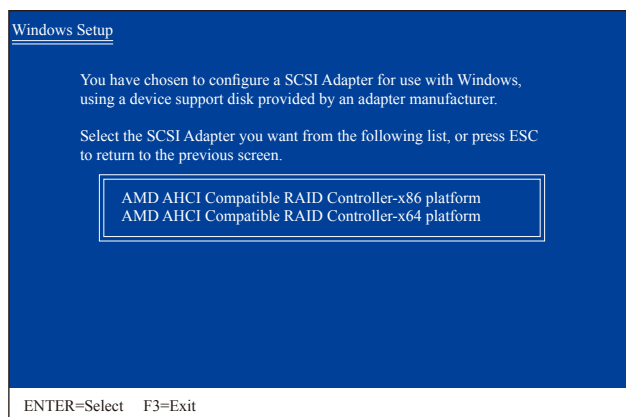 Windows Setup
You have chosen to configure a SCSI Adapter for use with Windows,
using a device support disk provided by an adapter manufacturer.
Select the SCSI Adapter you want from the following list, or press ESC
to return to the previous screen.
AMD AHCI Compatible RAID Controller-x86 platform
AMD AHCI Compatible RAID Controller-x64 platform
ENTER=Select F3=Exit